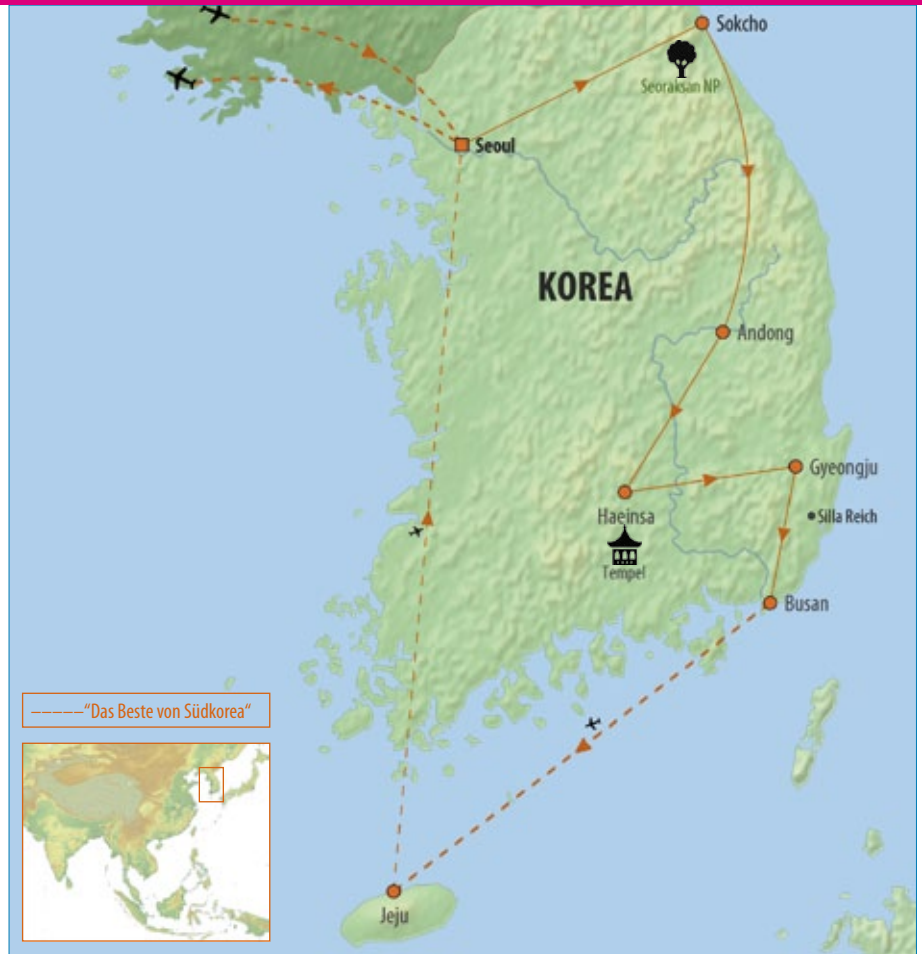 Sokcho
Seoraksan NP
Seoul
KOREA
Andong
Gyeongju
Haeinsa
Silla Reich
Tempel
Busan
"Das Beste von Südkorea"
Jeju